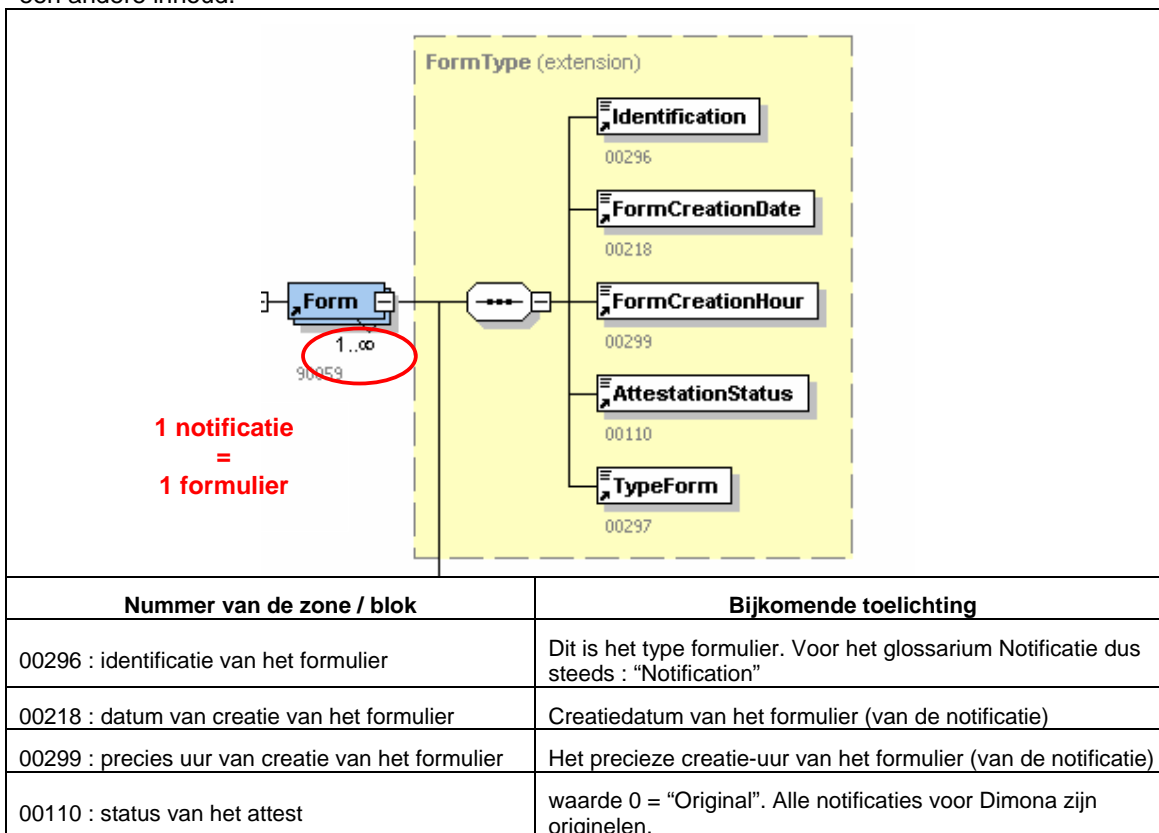 een andere inhoud.
FormType (extension)
Identification
00296
FormCreationDate
00218
Form
FormCreationHour
1..∞
00299
90059
AttestationStatus
1 notificatie
00110
=
1 formulier
TypeForm
00297
Nummer van de zone / blok
Bijkomende toelichting
00296 : identificatie van het formulier
Dit is het type formulier. Voor het glossarium Notificatie dus
steeds : “Notification”
00218 : datum van creatie van het formulier
Creatiedatum van het formulier (van de notificatie)
00299 : precies uur van creatie van het formulier
Het precieze creatie-uur van het formulier (van de notificatie)
00110 : status van het attest
waarde 0 = “Original”. Alle notificaties voor Dimona zijn
originelen.